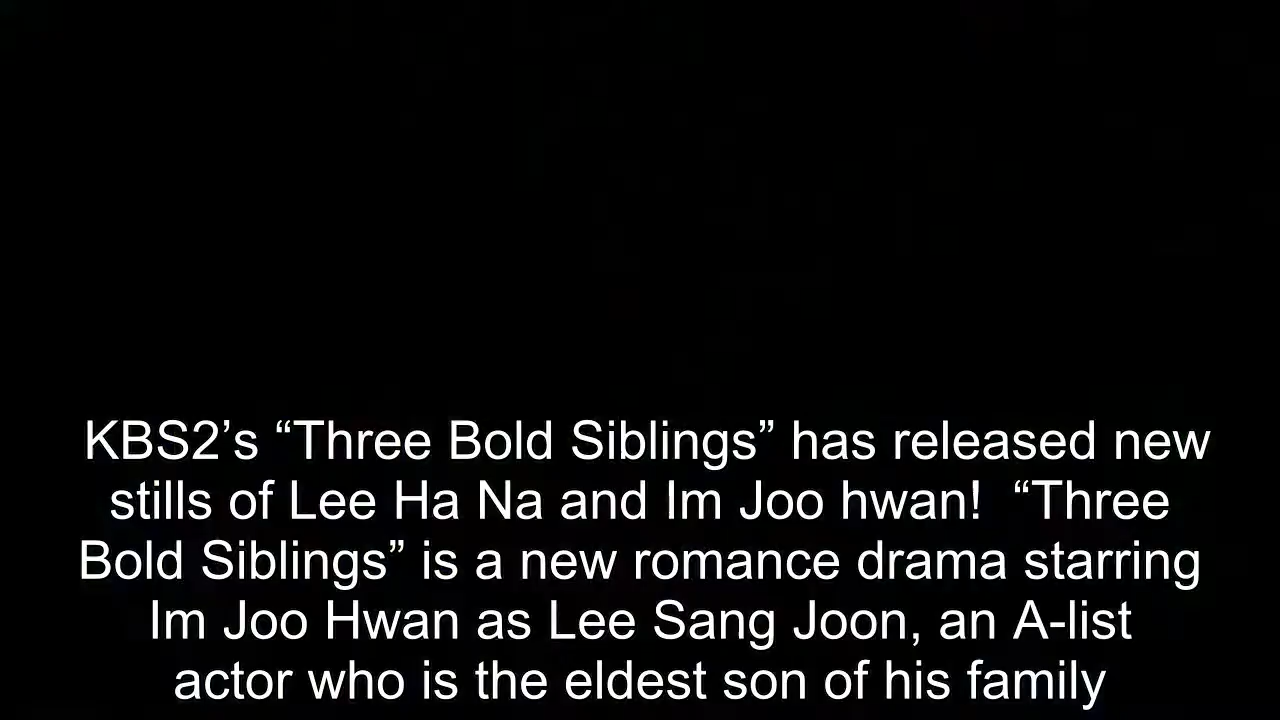 KBS2’s “Three Bold Siblings” has released new
stills of Lee Ha Na and Im Joo hwan!  “Three
Bold Siblings” is a new romance drama starring
Im Joo Hwan as Lee Sang Joon, an A-list
actor who is the eldest son of his family